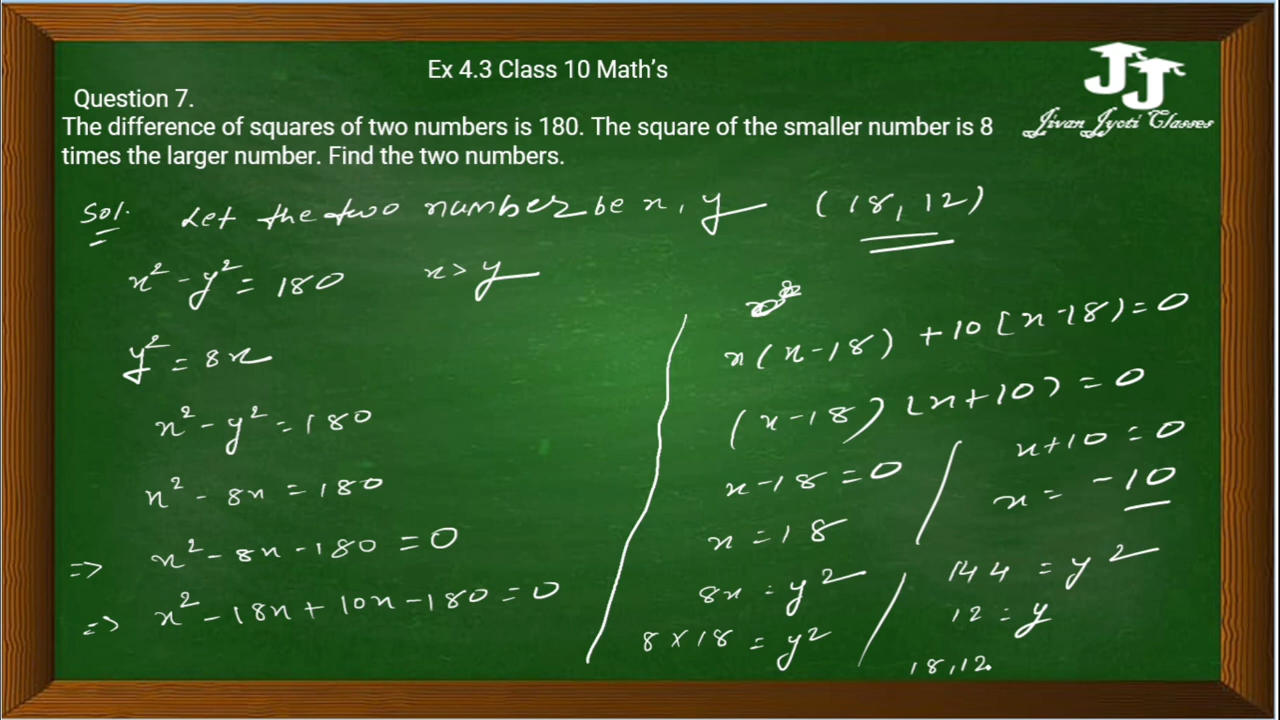 Ex 4.3 Class 10 Math’s
JJ
Jivan Jyoti Classes
Question 7.
The difference of squares of two numbers is 180. The square of the smaller number is 8
times the larger number. Find the two numbers.
Sol. Let the two number be x, y (18, 12)
x² - y² = 180 x > y
y² = 8x
x² - y² = 180
x² - 8x = 180
=> x² - 8x - 180 = 0
=> x² - 18x + 10x - 180 = 0
x(x-18) + 10(x-18) = 0
(x-18) (x+10) = 0
x-18 = 0
x = 18
x+10 = 0
x = -10
8x = y²
8 × 18 = y²
144 = y²
12 = y
18, 12.